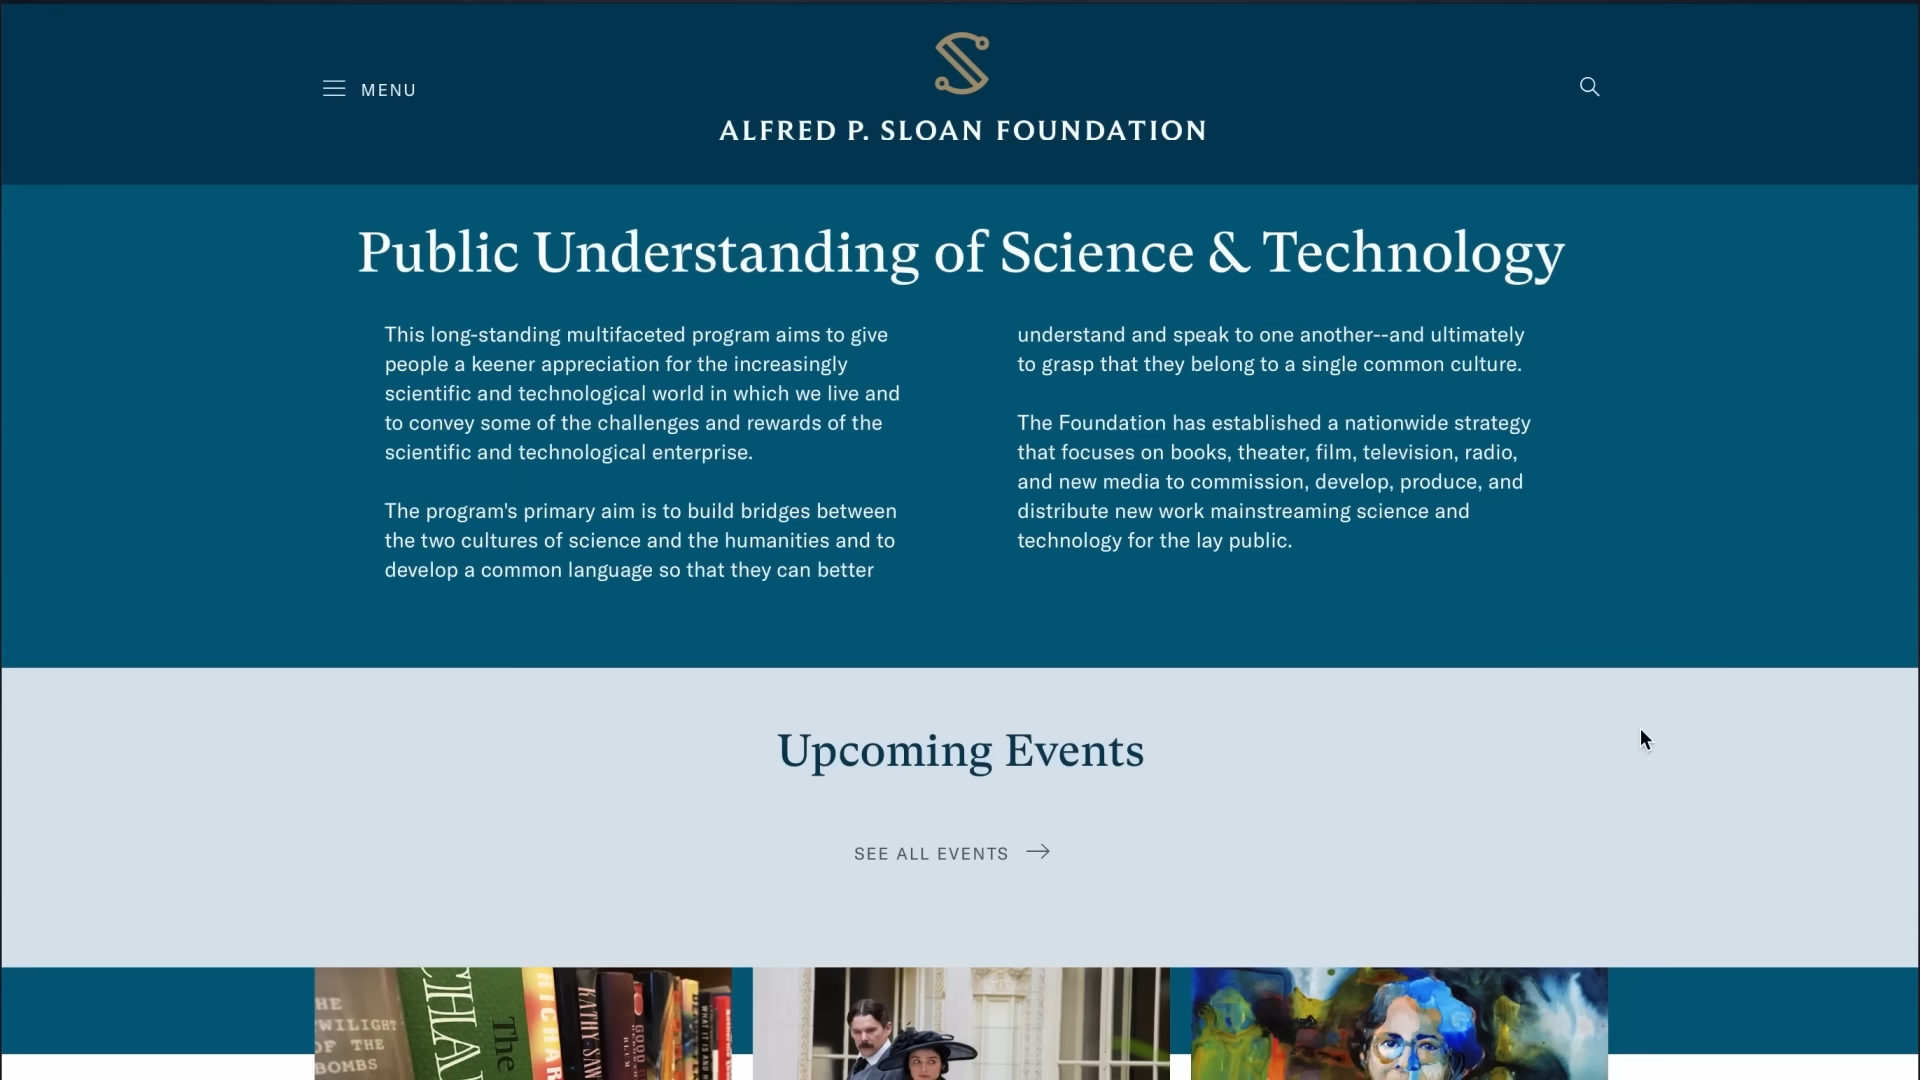 MENU
ALFRED P. SLOAN FOUNDATION
Public Understanding of Science & Technology
This long-standing multifaceted program aims to give
people a keener appreciation for the increasingly
scientific and technological world in which we live and
to convey some of the challenges and rewards of the
scientific and technological enterprise.
The program's primary aim is to build bridges between
the two cultures of science and the humanities and to
develop a common language so that they can better
understand and speak to one another--and ultimately
to grasp that they belong to a single common culture.
The Foundation has established a nationwide strategy
that focuses on books, theater, film, television, radio,
and new media to commission, develop, produce, and
distribute new work mainstreaming science and
technology for the lay public.
Upcoming Events
SEE ALL EVENTS
HE
TWILIGHT
OF THE
BOMBS
The
RICHAR
KATHY SAW